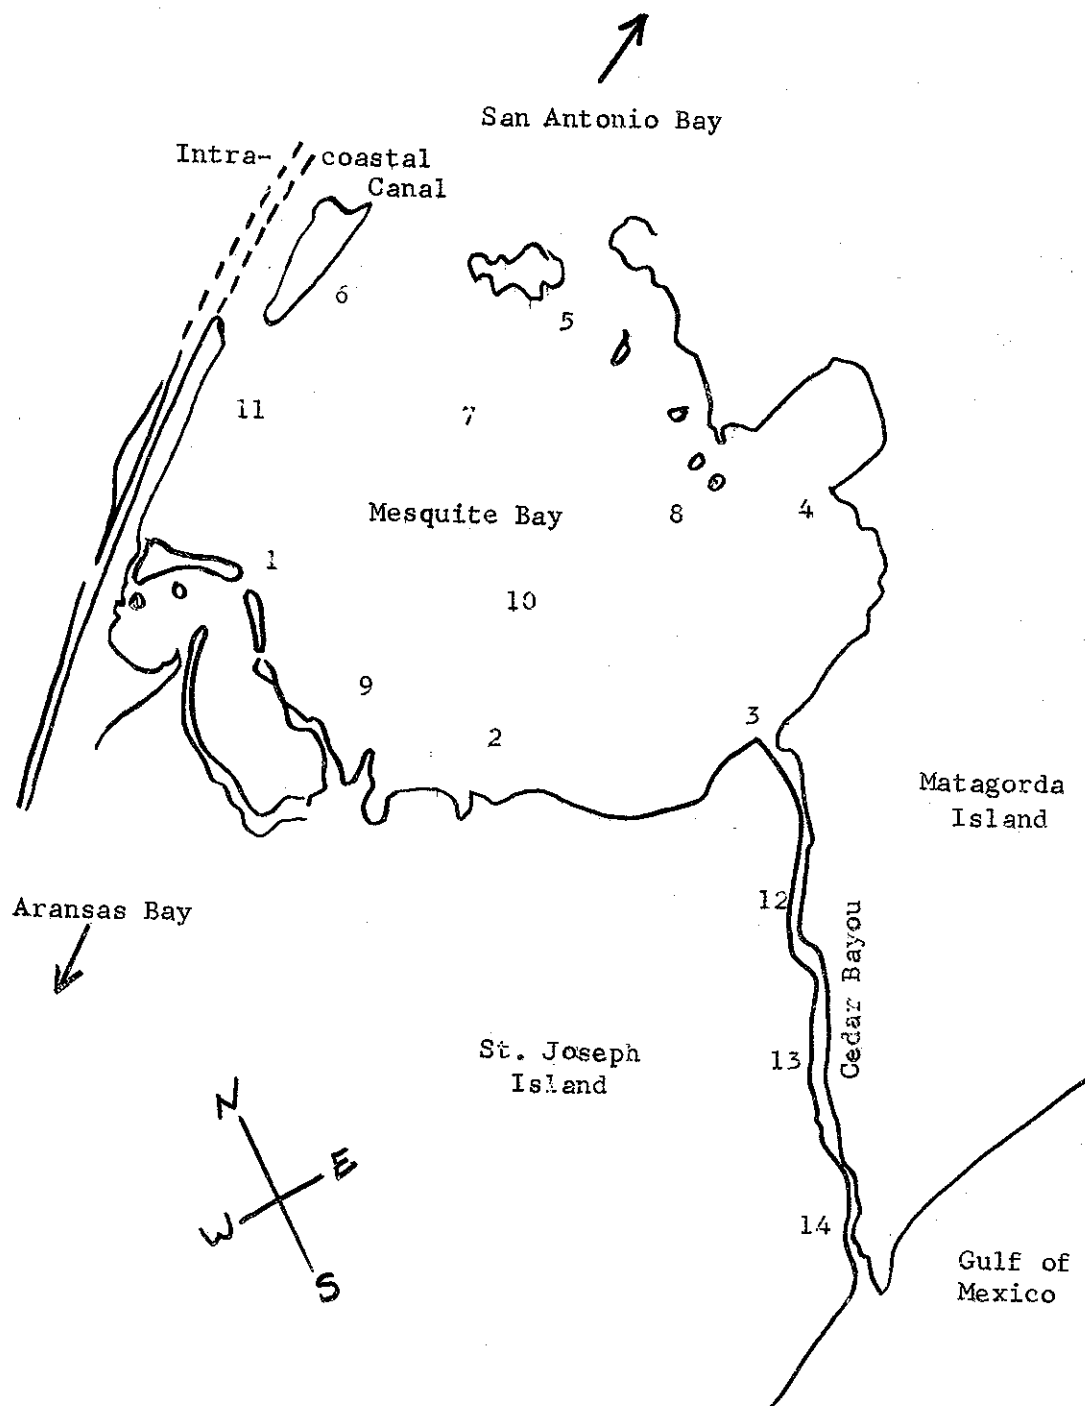 San Antonio Bay
Intra- coastal
Canal
6
5
11
7
Mesquite Bay
8
4
1
10
9
2
3
Matagorda
Island
12
Aransas Bay
Cedar Bayou
St. Joseph
Island
13
N
E
W
S
14
Gulf of
Mexico